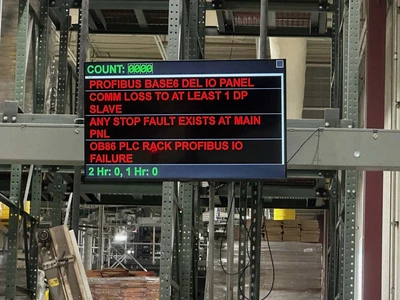 COUNT: 0000
PROFIBUS BASE6 DEL IO PANEL
COMM LOSS TO AT LEAST 1 DP
SLAVE
ANY STOP FAULT EXISTS AT MAIN
PNL
OB86 PLC RACK PROFIBUS IO
FAILURE
2 Hr: 0, 1 Hr: 0